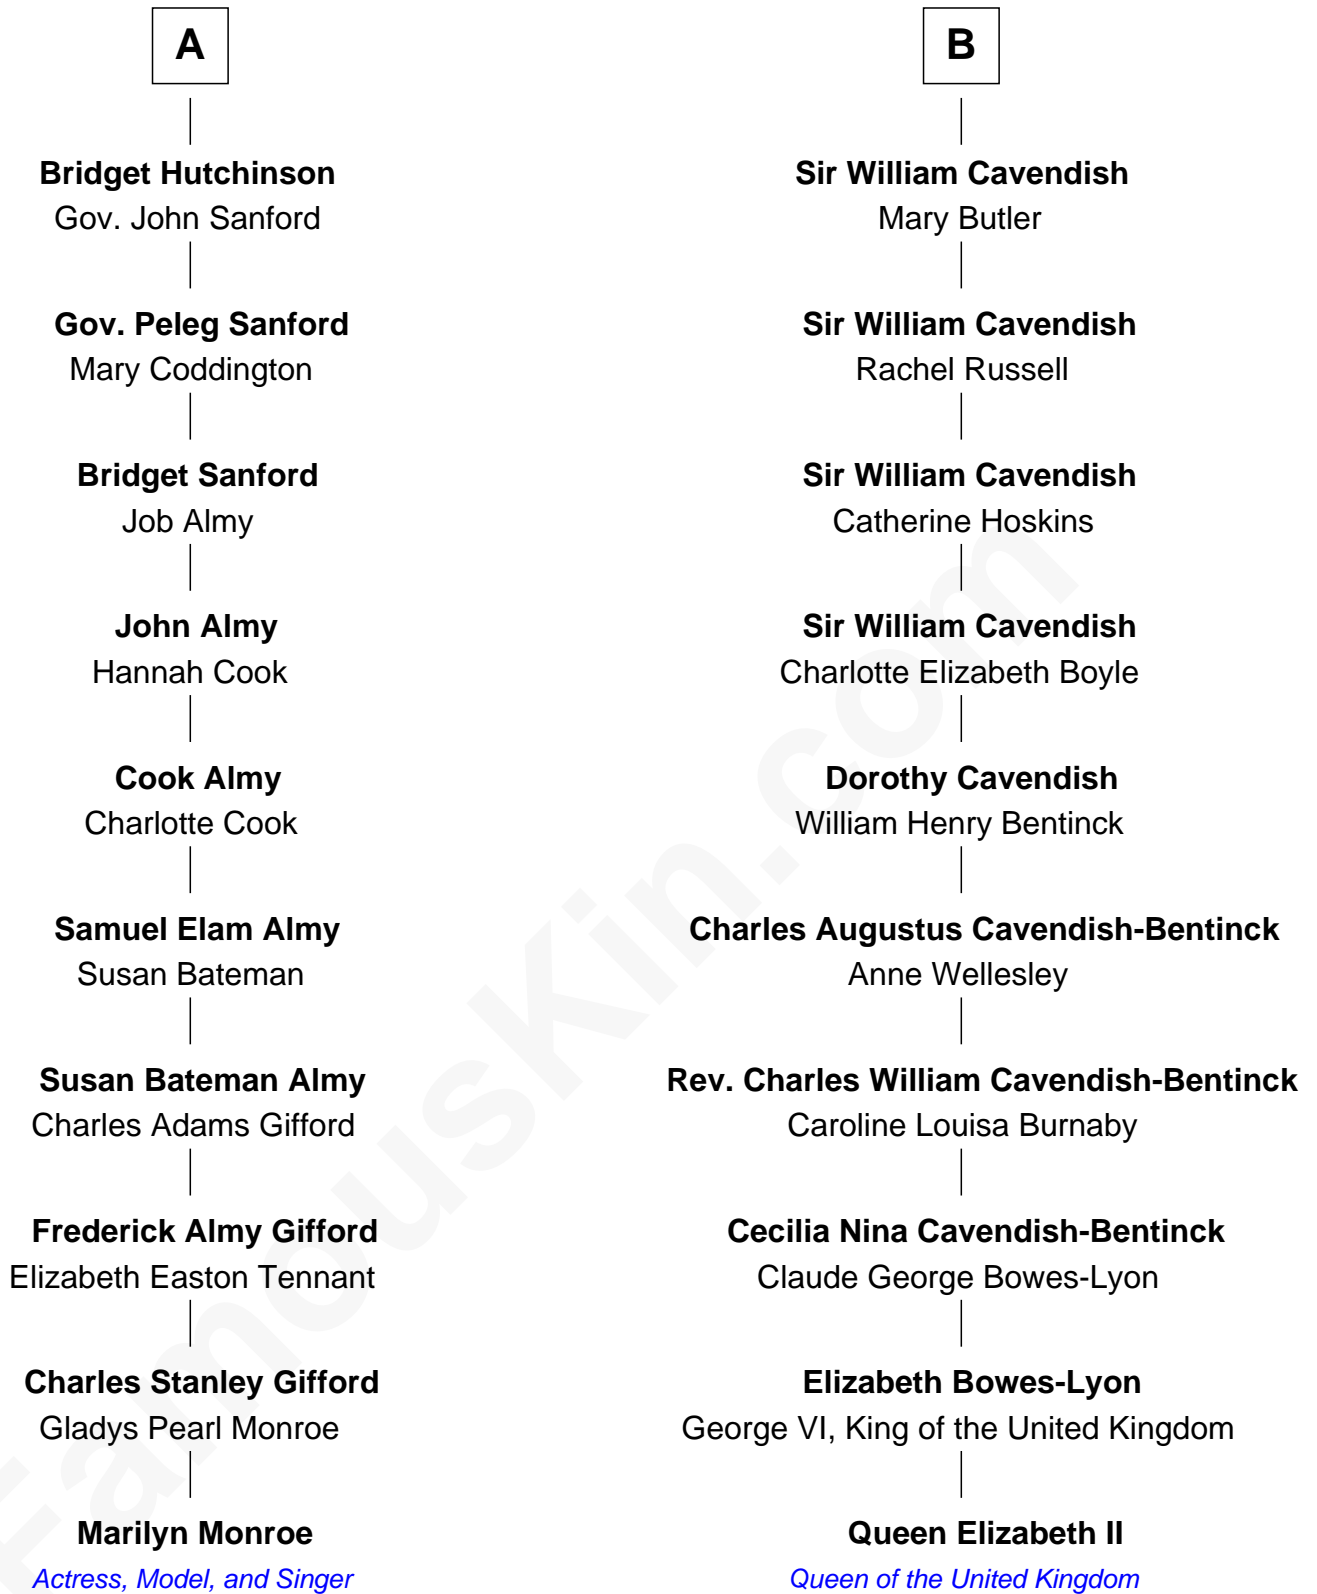 A
Bridget Hutchinson
Gov. John Sanford
Gov. Peleg Sanford
Mary Coddington
Bridget Sanford
Job Almy
John Almy
Hannah Cook
Cook Almy
Charlotte Cook
Samuel Elam Almy
Susan Bateman
Susan Bateman Almy
Charles Adams Gifford
Frederick Almy Gifford
Elizabeth Easton Tennant
Charles Stanley Gifford
Gladys Pearl Monroe
Marilyn Monroe
Actress, Model, and Singer
B
Sir William Cavendish
Mary Butler
Sir William Cavendish
Rachel Russell
Sir William Cavendish
Catherine Hoskins
Sir William Cavendish
Charlotte Elizabeth Boyle
Dorothy Cavendish
William Henry Bentinck
Charles Augustus Cavendish-Bentinck
Anne Wellesley
Rev. Charles William Cavendish-Bentinck
Caroline Louisa Burnaby
Cecilia Nina Cavendish-Bentinck
Claude George Bowes-Lyon
Elizabeth Bowes-Lyon
George VI, King of the United Kingdom
Queen Elizabeth II
Queen of the United Kingdom
FamousKin.com